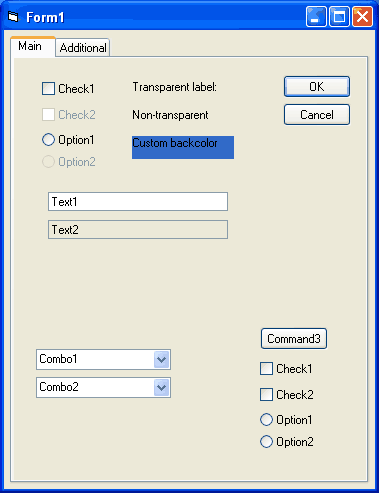 Form1
Main
Additional
Check1
Transparent label:
OK
Check2
Non-transparent
Cancel
Option1
Custom backcolor
Option2
Text1
Text2
Command3
Combo1
Check1
Combo2
Check2
Option1
Option2